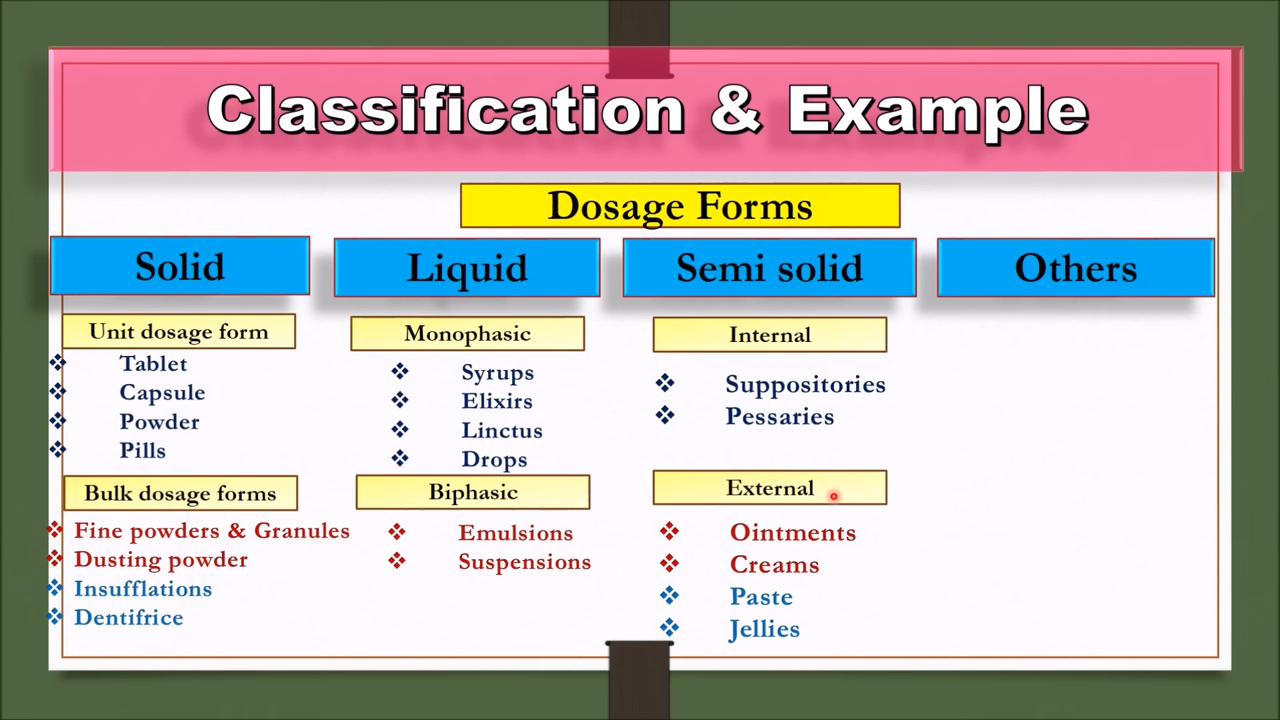 Classification & Example
Dosage Forms
Solid
Liquid
Semi solid
Others
Unit dosage form
Tablet
Capsule
Powder
Pills
Bulk dosage forms
Fine powders & Granules
Dusting powder
Insufflations
Dentifrice
Monophasic
Syrups
Elixirs
Linctus
Drops
Biphasic
Emulsions
Suspensions
Internal
Suppositories
Pessaries
External
Ointments
Creams
Paste
Jellies